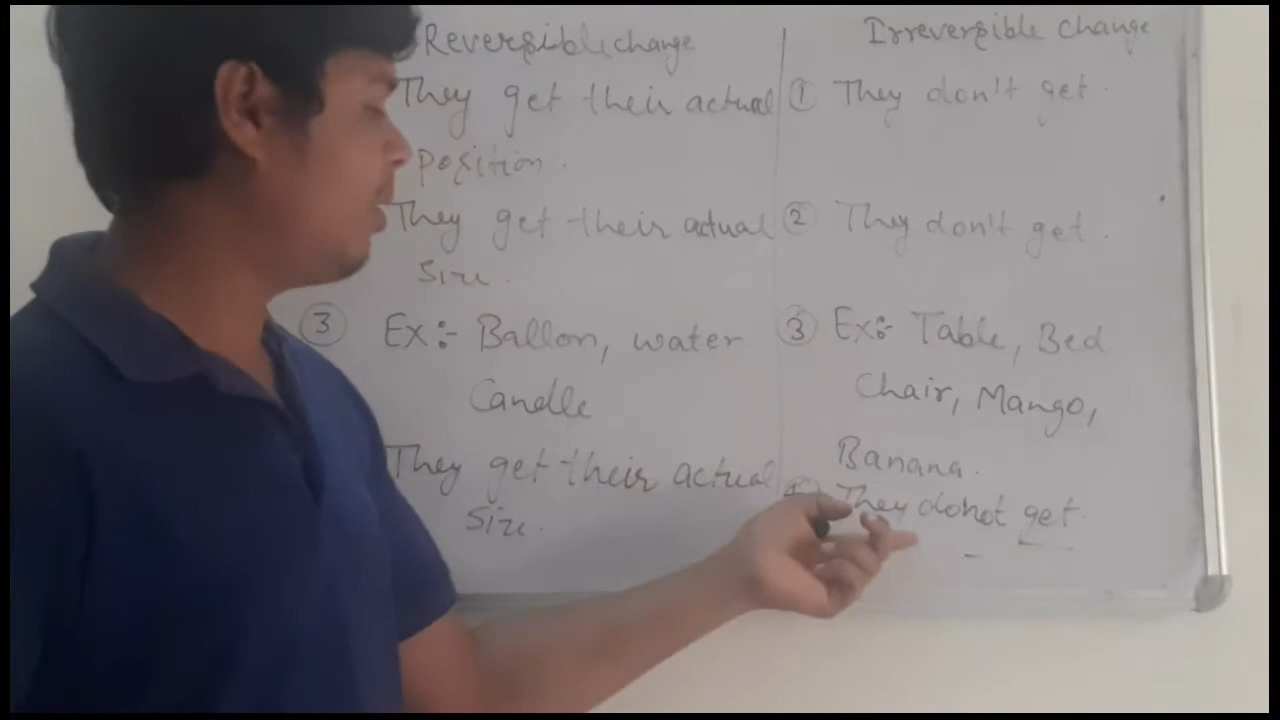 Reversible change
They get their actual
position.
They get their actual
size.
③ Ex:- Ballon, water
Candle
They get their actual
size.
Irreversible change
① They don't get.
② They don't get.
③ Ex:- Table, Bed
Chair, Mango,
Banana.
They do not get.